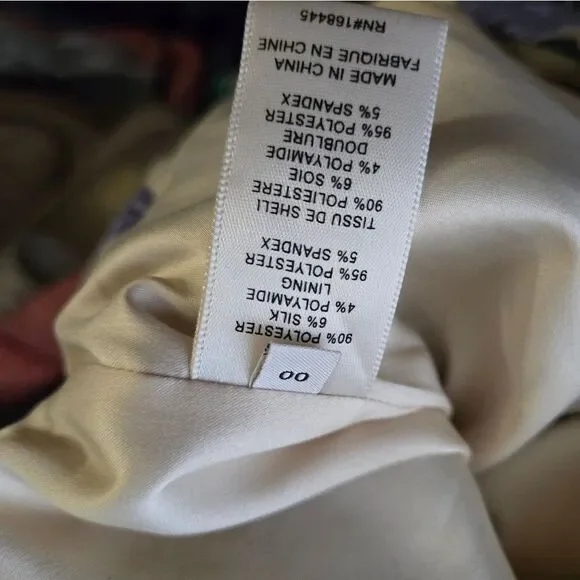 00
90% POLYESTER
6% SILK
4% POLYAMIDE
LINING
95% POLYESTER
5% SPANDEX
TISSU DE SHELI
90% POLIESTERE
6% SOIE
4% POLYAMIDE
DOUBLURE
95% POLYESTER
5% SPANDEX
MADE IN CHINA
FABRIQUE EN CHINE
RN#168445